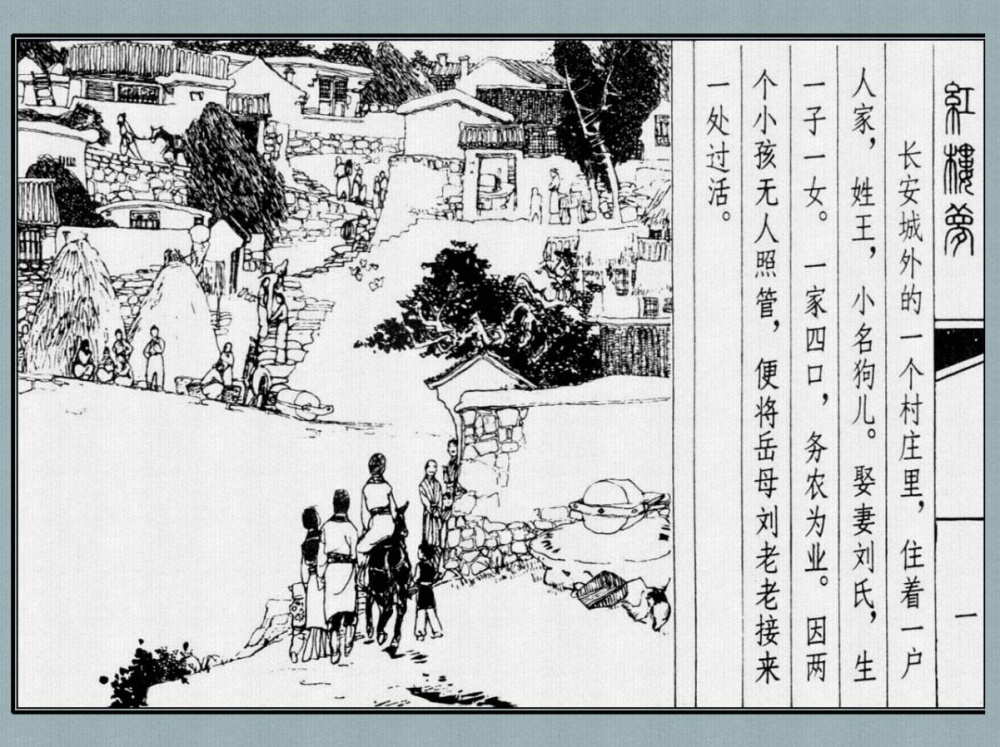 紅樓夢
一
长安城外的一个村庄里，住着一户
人家，姓王，小名狗儿。娶妻刘氏，生
一子一女。一家四口，务农为业。因两
个小孩无人照管，便将岳母刘老老接来
一处过活。